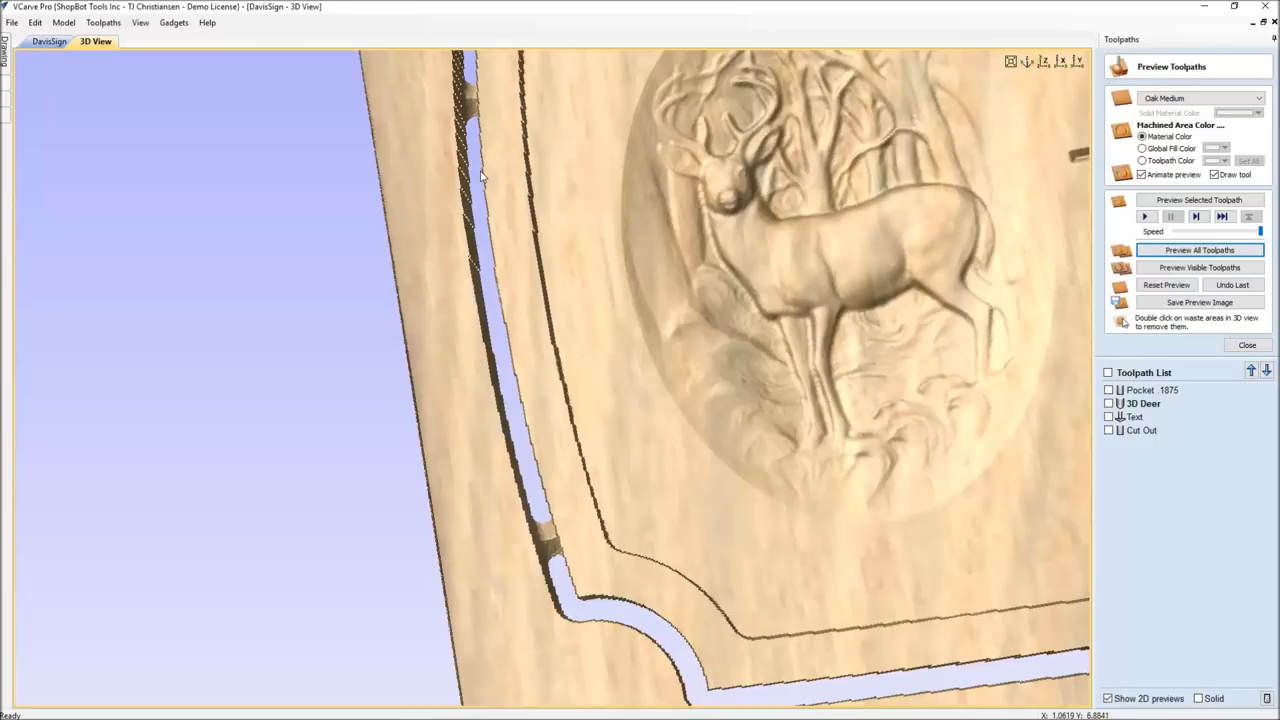 VCarve Pro {ShopBot Tools Inc - TJ Christiansen - Demo License} - [DavisSign - 3D View]
File Edit Model Toolpaths View Gadgets Help
DavisSign 3D View
Drawing
Toolpaths
Preview Toolpaths
Oak Medium
Solid Material Color
Machined Area Color ....
Material Color
Global Fill Color
Toolpath Color Set All
Animate preview Draw tool
Preview Selected Toolpath
Speed
Preview All Toolpaths
Preview Visible Toolpaths
Reset Preview Undo Last
Save Preview Image
Double click on waste areas in 3D view
to remove them.
Close
Toolpath List
Pocket .1875
3D Deer
Text
Cut Out
Show 2D previews Solid
Ready X: 1.0619 Y: 6.8841